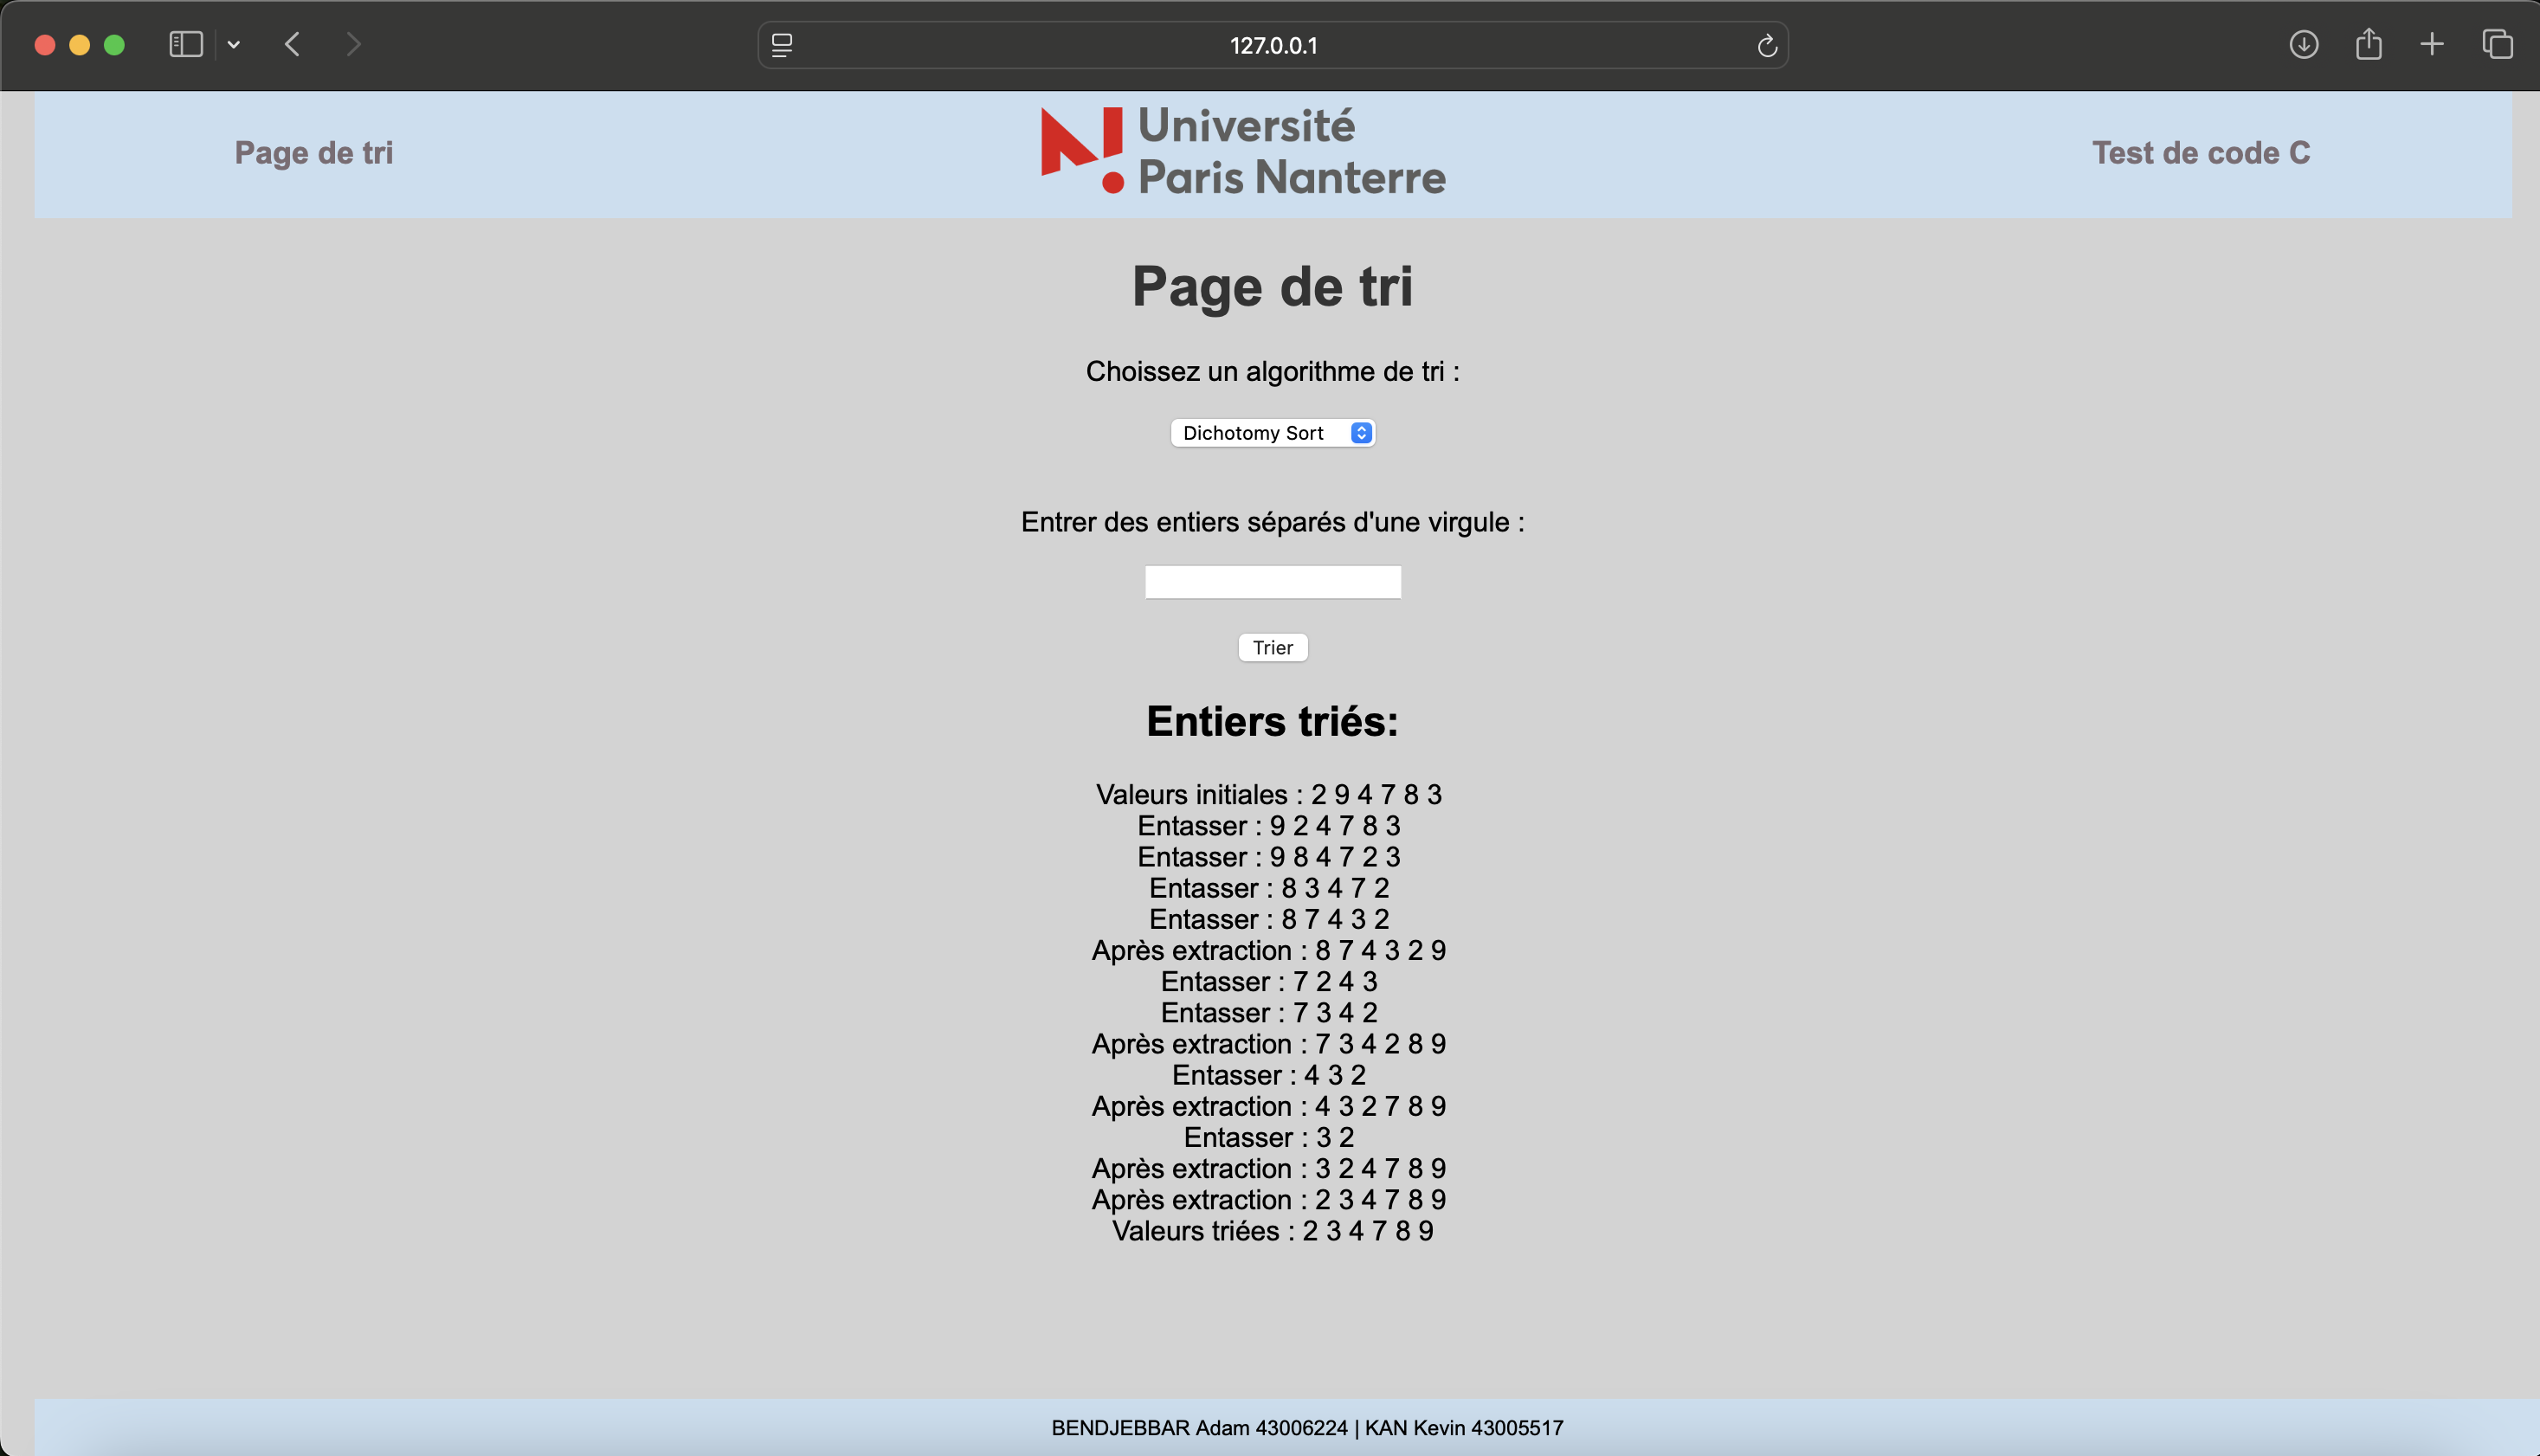 127.0.0.1
Page de tri
Université
Paris Nanterre
Test de code C
Page de tri
Choissez un algorithme de tri :
Dichotomy Sort
Entrer des entiers séparés d'une virgule :
Trier
Entiers triés:
Valeurs initiales : 2 9 4 7 8 3
Entasser : 9 2 4 7 8 3
Entasser : 9 8 4 7 2 3
Entasser : 8 3 4 7 2
Entasser : 8 7 4 3 2
Après extraction : 8 7 4 3 2 9
Entasser : 7 2 4 3
Entasser : 7 3 4 2
Après extraction : 7 3 4 2 8 9
Entasser : 4 3 2
Après extraction : 4 3 2 7 8 9
Entasser : 3 2
Après extraction : 3 2 4 7 8 9
Après extraction : 2 3 4 7 8 9
Valeurs triées : 2 3 4 7 8 9
BENDJEBBAR Adam 43006224 | KAN Kevin 43005517